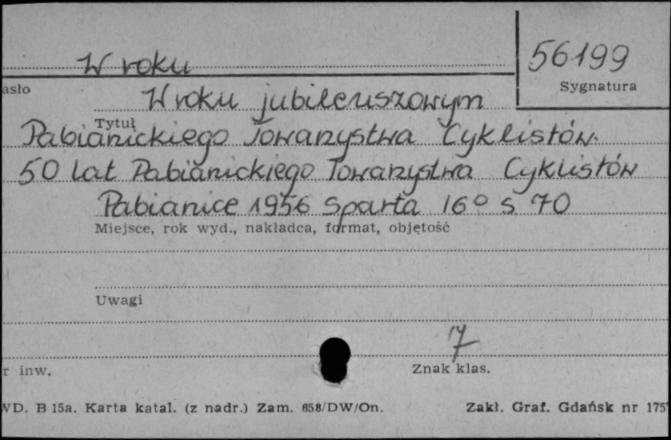 W roku
56199
asło
Sygnatura
W roku jubileuszowym
Tytuł
Pabianickiego Towarzystwa Cyklistów.
50 lat Pabianickiego Towarzystwa Cyklistów
Pabianice 1956 Sparta 16° s 70
Miejsce, rok wyd., nakładca, format, objętość
Uwagi
17
r inw.
Znak klas.
WD. B 15a. Karta katal. (z nadr.) Zam. 658/DW/On. Zakł. Graf. Gdańsk nr 175